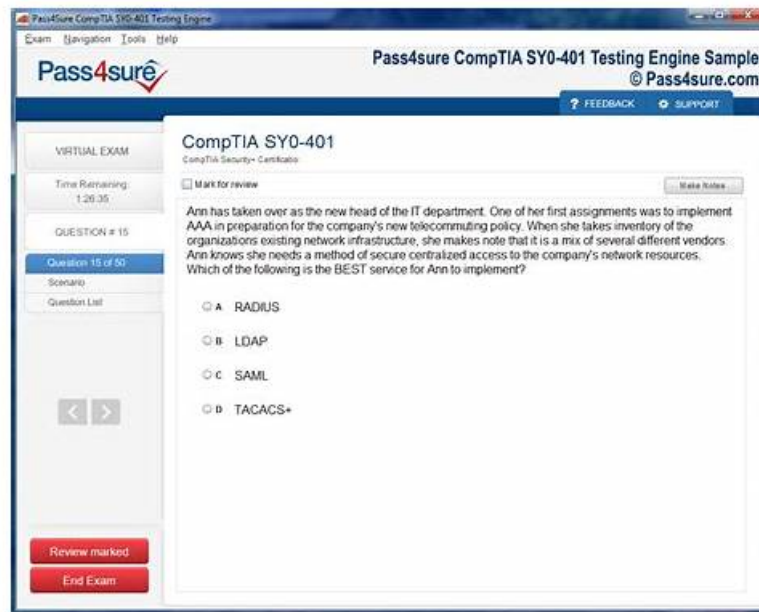 Pass4Sure CompTIA SY0-401 Testing Engine
Exam Navigation Tools Help
Pass4surê
Pass4sure CompTIA SY0-401 Testing Engine Sample
© Pass4sure.com
? FEEDBACK SUPPORT
VIRTUAL EXAM
Time Remaining:
1:26:35
QUESTION # 15
Question 15 of 50
Scenario
Question List
CompTIA SY0-401
CompTIA Security+ Certificatio
Mark for review
Make Notes
Ann has taken over as the new head of the IT department. One of her first assignments was to implement
AAA in preparation for the company's new telecommuting policy. When she takes inventory of the
organizations existing network infrastructure, she makes note that it is a mix of several different vendors.
Ann knows she needs a method of secure centralized access to the company's network resources.
Which of the following is the BEST service for Ann to implement?
A RADIUS
B LDAP
C SAML
D TACACS+
Review marked
End Exam